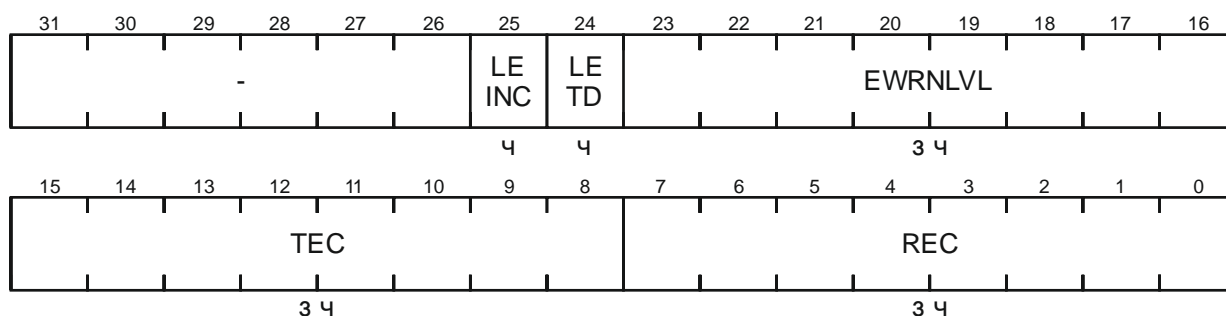 31 30 29 28 27 26 25 24 23 22 21 20 19 18 17 16
- LE INC LE TD EWRNLVL
ч ч з ч
15 14 13 12 11 10 9 8 7 6 5 4 3 2 1 0
TEC REC
з ч з ч